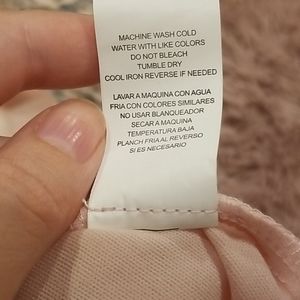 MACHINE WASH COLD
WATER WITH LIKE COLORS
DO NOT BLEACH
TUMBLE DRY
COOL IRON REVERSE IF NEEDED
LAVAR A MAQUINA CON AGUA
FRIA CON COLORES SIMILARES
NO USAR BLANQUEADOR
SECAR A MAQUINA
TEMPERATURA BAJA
PLANCH FRIA AL REVERSO
SI ES NECESARIO